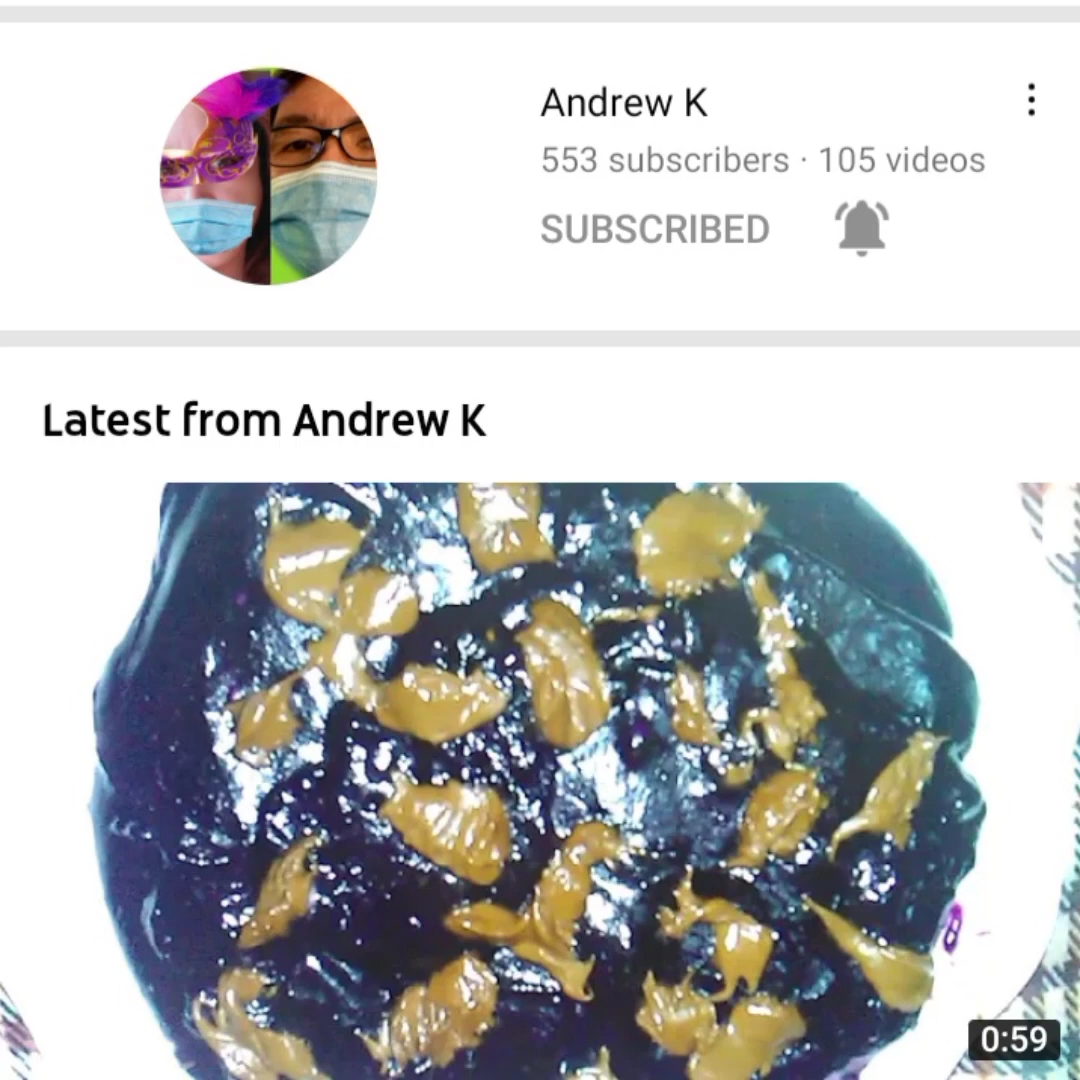 Andrew K
553 subscribers · 105 videos
SUBSCRIBED
Latest from Andrew K
0:59